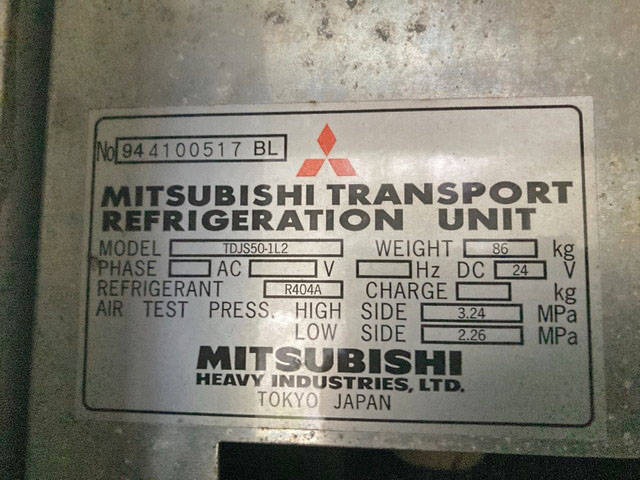 No 944100517 BL
MITSUBISHI TRANSPORT
REFRIGERATION UNIT
MODEL TDJS50-1L2 WEIGHT 86 kg
PHASE AC V Hz DC 24 V
REFRIGERANT R404A CHARGE kg
AIR TEST PRESS. HIGH SIDE 3.24 MPa
LOW SIDE 2.26 MPa
MITSUBISHI
HEAVY INDUSTRIES, LTD.
TOKYO JAPAN